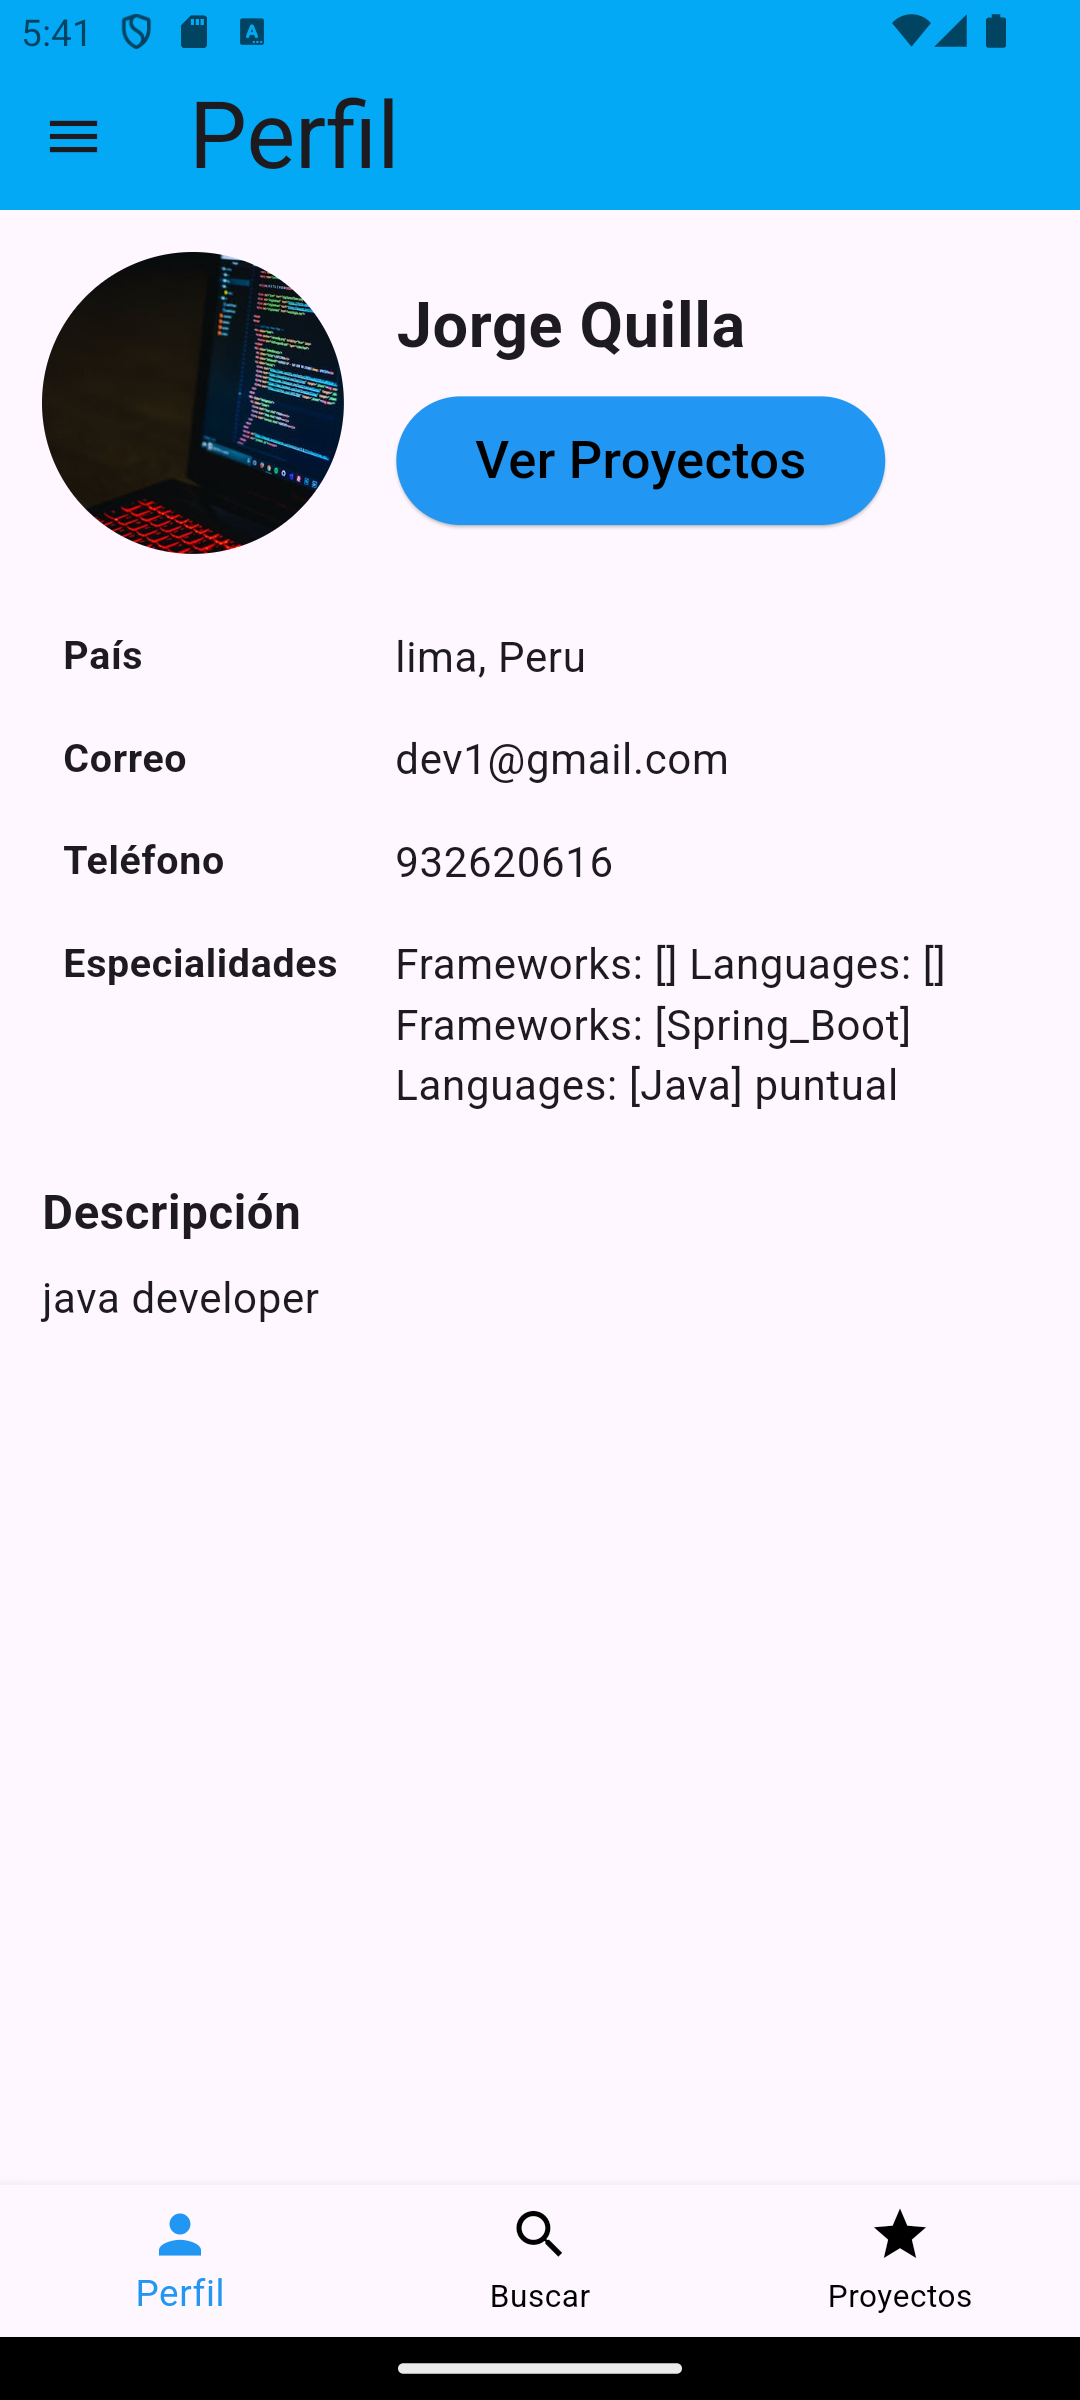 5:41
Perfil
Jorge Quilla
Ver Proyectos
País
lima, Peru
Correo
dev1@gmail.com
Teléfono
932620616
Especialidades
Frameworks: [] Languages: []
Frameworks: [Spring_Boot]
Languages: [Java] puntual
Descripción
java developer
Perfil
Buscar
Proyectos